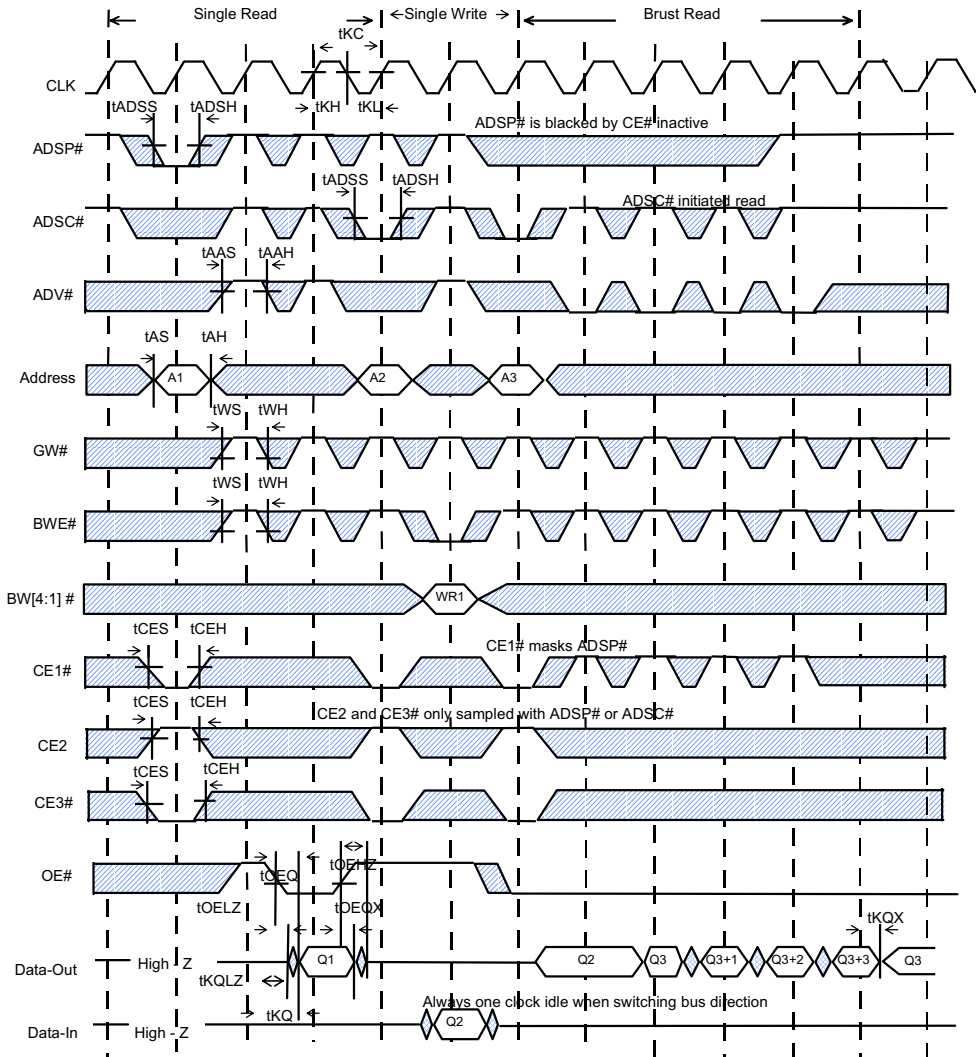 Single Read
Single Write
Brust Read
tKC
CLK
tADSS
tADSH
tKH
tKL
ADSP# is blacked by CE# inactive
ADSP#
tADSS
tADSH
ADSC# initiated read
ADSC#
tAAS
tAAH
ADV#
tAS
tAH
Address
A1
A2
A3
tWS
tWH
GW#
tWS
tWH
BWE#
BW[4:1] #
WR1
tCES
tCEH
CE1# masks ADSP#
CE1#
tCES
tCEH
CE2 and CE3# only sampled with ADSP# or ADSC#
CE2
tCES
tCEH
CE3#
OE#
tOEQ
tOEHZ
tOELZ
tOEQX
tKQX
Data-Out
High - Z
Q1
Q2
Q3
Q3+1
Q3+2
Q3+3
Q3
tKQLZ
tKQ
Always one clock idle when switching bus direction
Data-In
High - Z
Q2